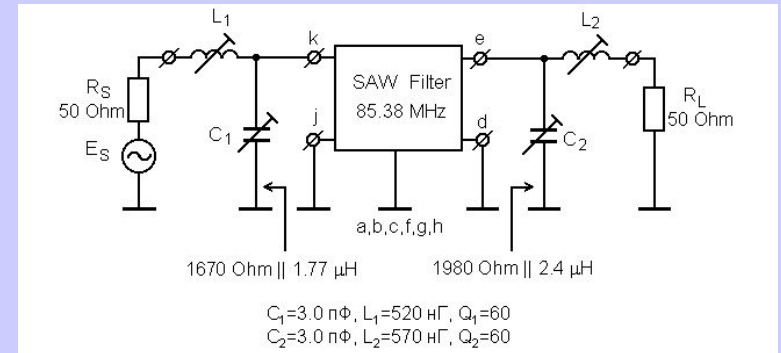 L1
L2
k
e
RS
50 Ohm
SAW Filter
85.38 MHz
RL
50 Ohm
j
d
C1
C2
ES
a,b,c,f,g,h
1670 Ohm || 1.77 μH
1980 Ohm || 2.4 μH
C1=3.0 пФ, L1=520 нГ, Q1=60
C2=3.0 пФ, L2=570 нГ, Q2=60